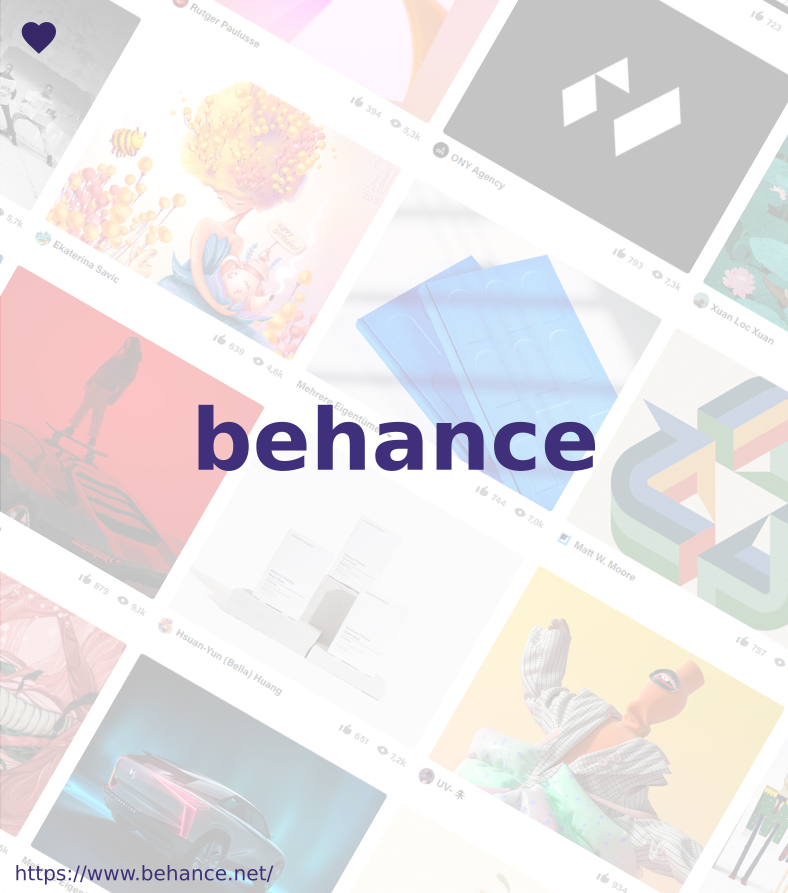 Rutger Paulusse
723
394 5,3k
ONY Agency
5,7k
Ekaterina Savic
793 7,3k
Xuan Loc Xuan
639 4,6k
Mehrere Eigentüme
744 7,0k
behance
Matt W. Moore
879 9,1k
Hsuan-Yun (Bella) Huang
757
651 7,2k
UV- 朱
934
https://www.behance.net/